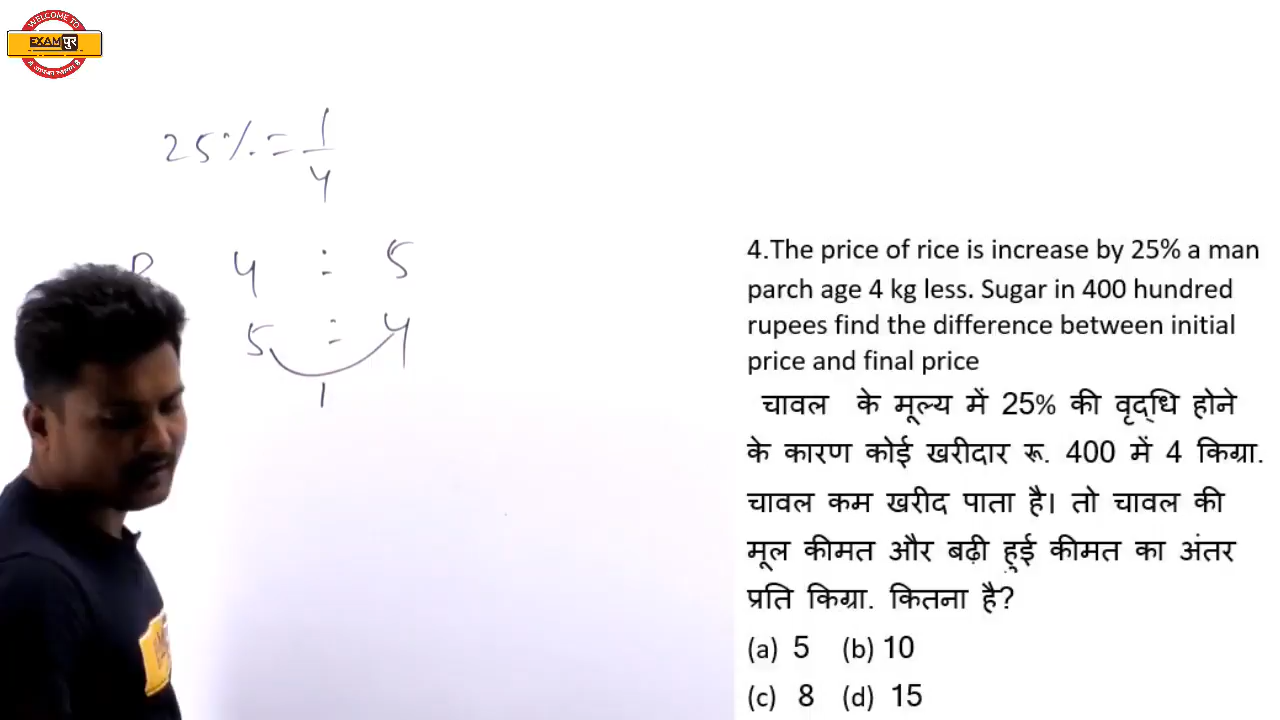 WELCOME TO
EXAMपुर
25% = 1/4
4 : 5
5 : 4
1
4.The price of rice is increase by 25% a man
parch age 4 kg less. Sugar in 400 hundred
rupees find the difference between initial
price and final price
चावल के मूल्य में 25% की वृद्धि होने
के कारण कोई खरीदार रू. 400 में 4 किग्रा.
चावल कम खरीद पाता है। तो चावल की
मूल कीमत और बढ़ी हुई कीमत का अंतर
प्रति किग्रा. कितना है?
(a) 5 (b) 10
(c) 8 (d) 15